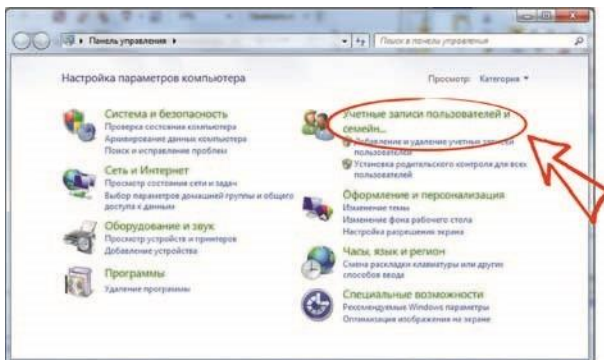 Панель управления
Поиск в панели управления
Настройка параметров компьютера
Просмотр: Категория
Система и безопасность
Проверка состояния компьютера
Архивирование данных компьютера
Поиск и исправление проблем
Сеть и Интернет
Просмотр состояния сети и задач
Выбор параметров домашней группы и общего
доступа к данным
Оборудование и звук
Просмотр устройств и принтеров
Добавление устройства
Программы
Удаление программы
Учетные записи пользователей и
семейн...
Добавление и удаление учетных записей
пользователей
Установка родительского контроля для всех
пользователей
Оформление и персонализация
Изменение темы
Изменение фона рабочего стола
Настройка разрешения экрана
Часы, язык и регион
Смена раскладки клавиатуры или других
способов ввода
Специальные возможности
Рекомендуемые Windows параметры
Оптимизация изображения на экране